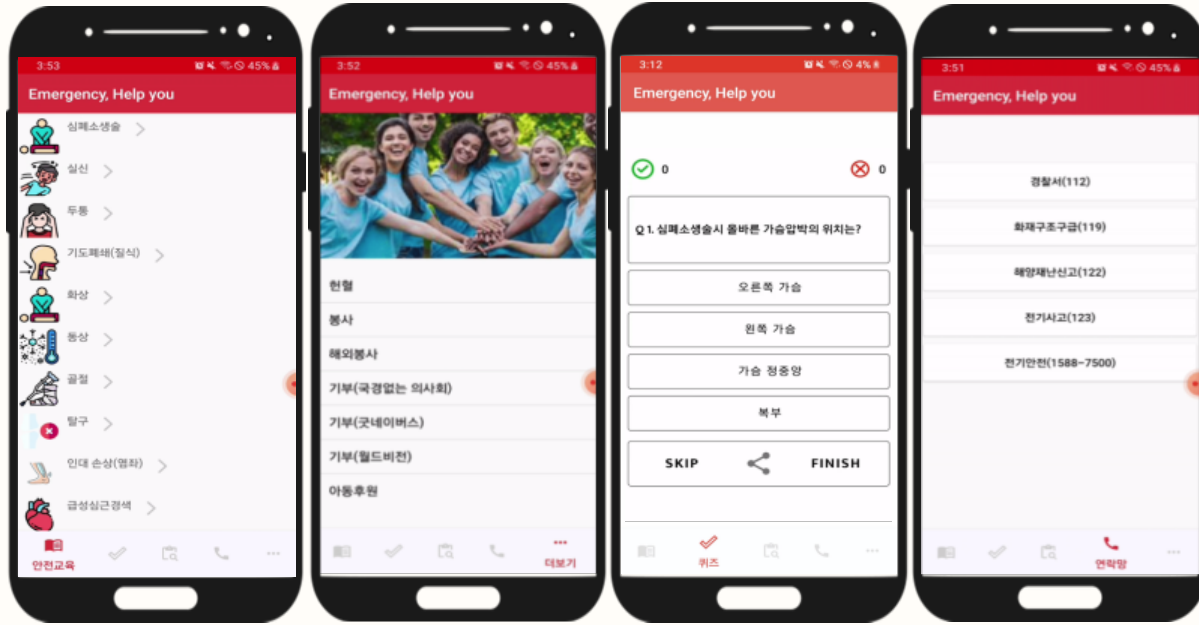 3:53
45%
Emergency, Help you
심폐소생술
실신
두통
기도폐쇄(질식)
화상
동상
골절
탈구
인대 손상(염좌)
급성심근경색
안전교육
3:52
45%
Emergency, Help you
헌혈
봉사
해외봉사
기부(국경없는 의사회)
기부(굿네이버스)
기부(월드비전)
아동후원
더보기
3:12
4%
Emergency, Help you
0
0
Q 1. 심폐소생술시 올바른 가슴압박의 위치는?
오른쪽 가슴
왼쪽 가슴
가슴 정중앙
복부
SKIP
FINISH
퀴즈
3:51
45%
Emergency, Help you
경찰서(112)
화재구조구급(119)
해양재난신고(122)
전기사고(123)
전기안전(1588-7500)
연락망